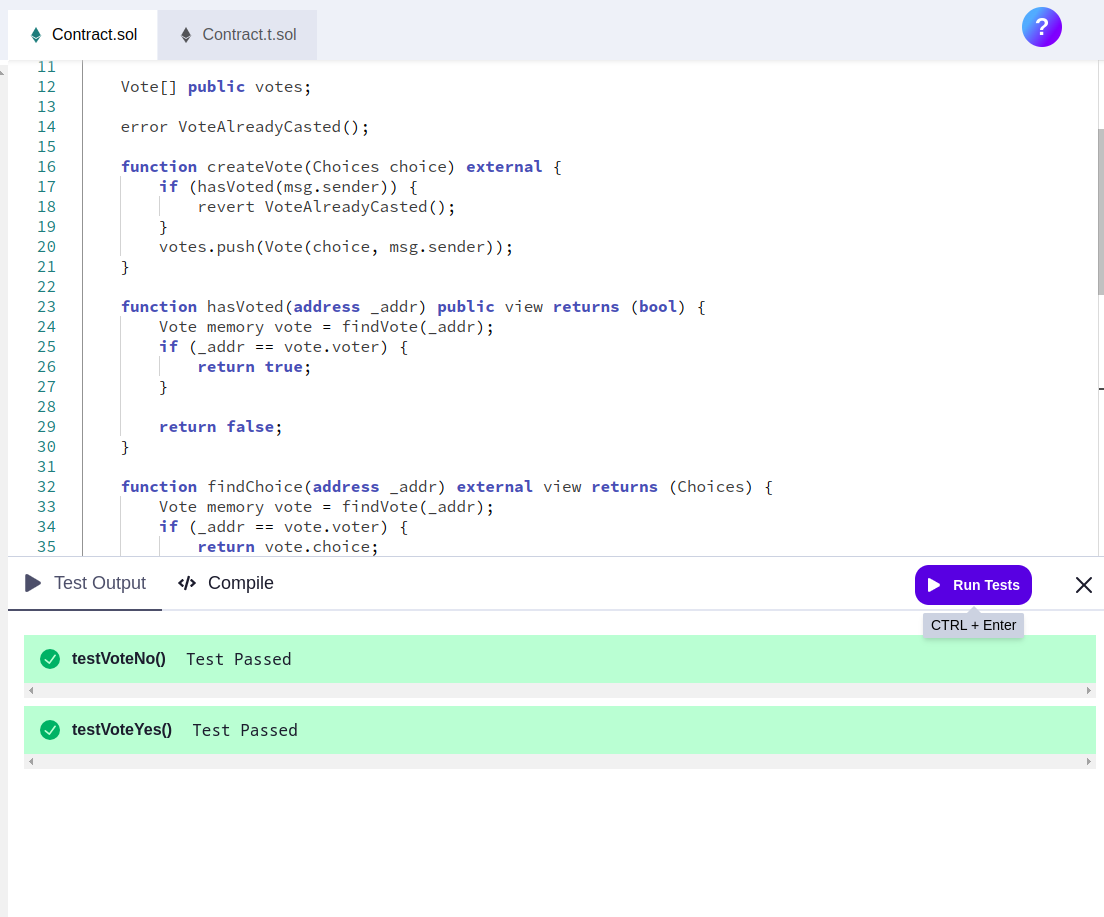 Contract.sol
Contract.t.sol
?
11
12 Vote[] public votes;
13
14 error VoteAlreadyCasted();
15
16 function createVote(Choices choice) external {
17 if (hasVoted(msg.sender)) {
18 revert VoteAlreadyCasted();
19 }
20 votes.push(Vote(choice, msg.sender));
21 }
22
23 function hasVoted(address _addr) public view returns (bool) {
24 Vote memory vote = findVote(_addr);
25 if (_addr == vote.voter) {
26 return true;
27 }
28
29 return false;
30 }
31
32 function findChoice(address _addr) external view returns (Choices) {
33 Vote memory vote = findVote(_addr);
34 if (_addr == vote.voter) {
35 return vote.choice;
Test Output
Compile
Run Tests
CTRL + Enter
testVoteNo() Test Passed
testVoteYes() Test Passed